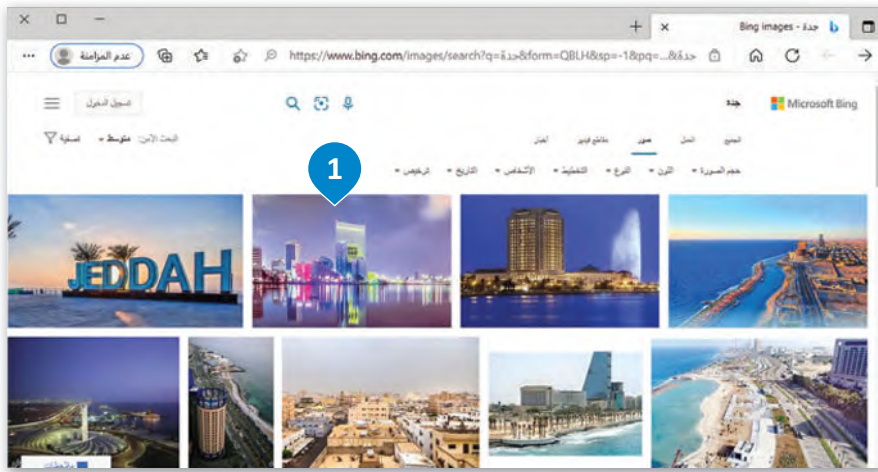 Bing images - جدة
عدم المزامنة
https://www.bing.com/images/search?q=جدة&form=QBLH&sp=-1&pq=...&جدة
Microsoft Bing
جدة
تسجيل الدخول
الجميع العمل صور مقاطع فيديو أخبار
البحث الآمن: متوسط تصفية
حجم الصورة اللون النوع التخطيط الأشخاص التاريخ ترخيص
1
JEDDAH
ملاحظات